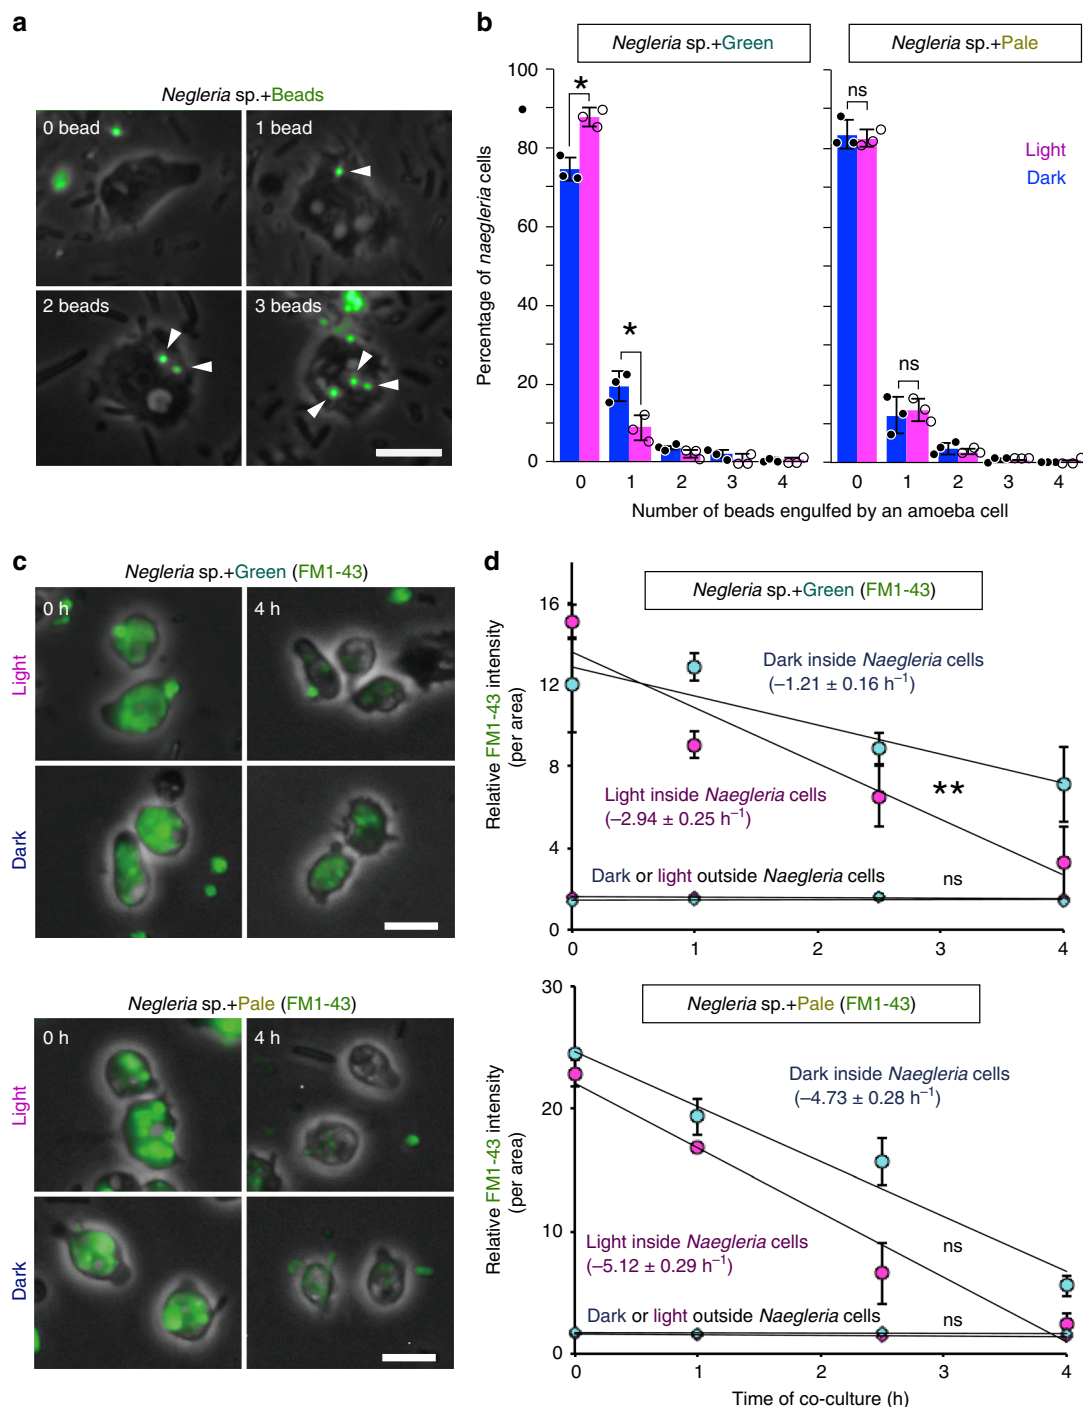 a
Negleria sp.+Beads
0 bead
1 bead
2 beads
3 beads
b
Negleria sp.+Green
Negleria sp.+Pale
Percentage of naegleria cells
100
80
60
40
20
0
*
*
ns
ns
Light
Dark
0 1 2 3 4
0 1 2 3 4
Number of beads engulfed by an amoeba cell
c
Negleria sp.+Green (FM1-43)
0 h
4 h
Light
Dark
Negleria sp.+Pale (FM1-43)
0 h
4 h
Light
Dark
d
Negleria sp.+Green (FM1-43)
Relative FM1-43 intensity
(per area)
16
12
8
4
0
Dark inside Naegleria cells
(–1.21 ± 0.16 h–1)
Light inside Naegleria cells
(–2.94 ± 0.25 h–1)
**
Dark or light outside Naegleria cells
ns
0 1 2 3 4
Negleria sp.+Pale (FM1-43)
Relative FM1-43 intensity
(per area)
30
20
10
0
Dark inside Naegleria cells
(–4.73 ± 0.28 h–1)
Light inside Naegleria cells
(–5.12 ± 0.29 h–1)
ns
Dark or light outside Naegleria cells
ns
0 1 2 3 4
Time of co-culture (h)